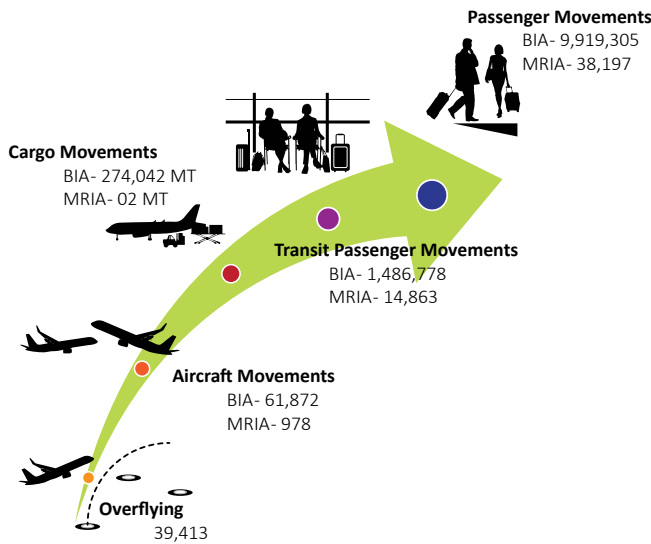 Passenger Movements
BIA- 9,919,305
MRIA- 38,197
Cargo Movements
BIA- 274,042 MT
MRIA- 02 MT
Transit Passenger Movements
BIA- 1,486,778
MRIA- 14,863
Aircraft Movements
BIA- 61,872
MRIA- 978
Overflying
39,413